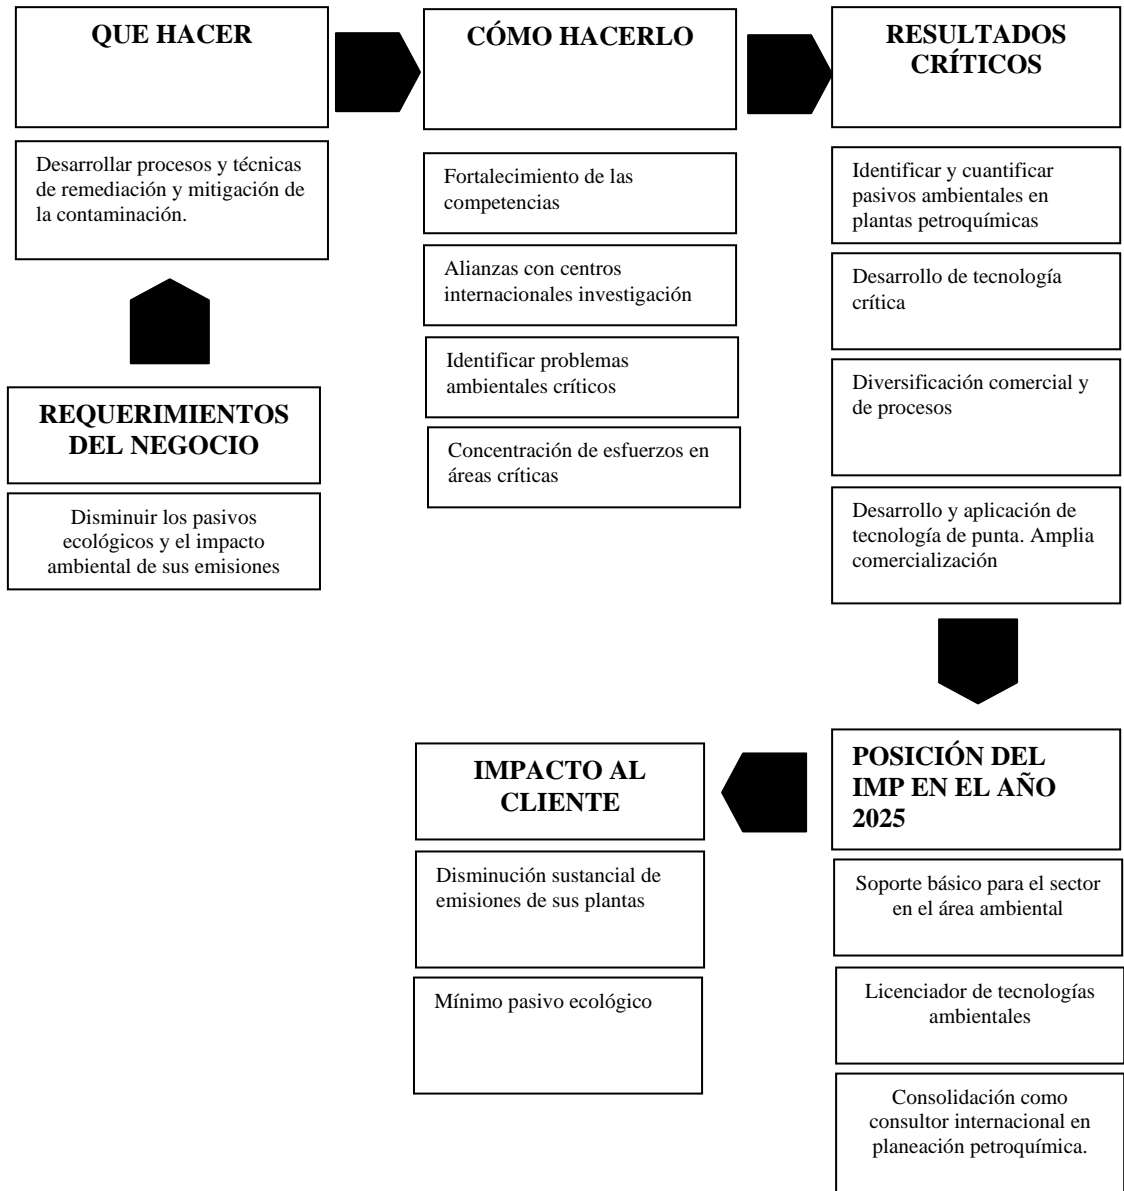 QUE HACER
Desarrollar procesos y técnicas
de remediación y mitigación de
la contaminación.
REQUERIMIENTOS
DEL NEGOCIO
Disminuir los pasivos
ecológicos y el impacto
ambiental de sus emisiones
CÓMO HACERLO
Fortalecimiento de las
competencias
Alianzas con centros
internacionales investigación
Identificar problemas
ambientales críticos
Concentración de esfuerzos en
áreas críticas
RESULTADOS
CRÍTICOS
Identificar y cuantificar
pasivos ambientales en
plantas petroquímicas
Desarrollo de tecnología
crítica
Diversificación comercial y
de procesos
Desarrollo y aplicación de
tecnología de punta. Amplia
comercialización
POSICIÓN DEL
IMP EN EL AÑO
2025
Soporte básico para el sector
en el área ambiental
Licenciador de tecnologías
ambientales
Consolidación como
consultor internacional en
planeación petroquímica.
IMPACTO AL
CLIENTE
Disminución sustancial de
emisiones de sus plantas
Mínimo pasivo ecológico